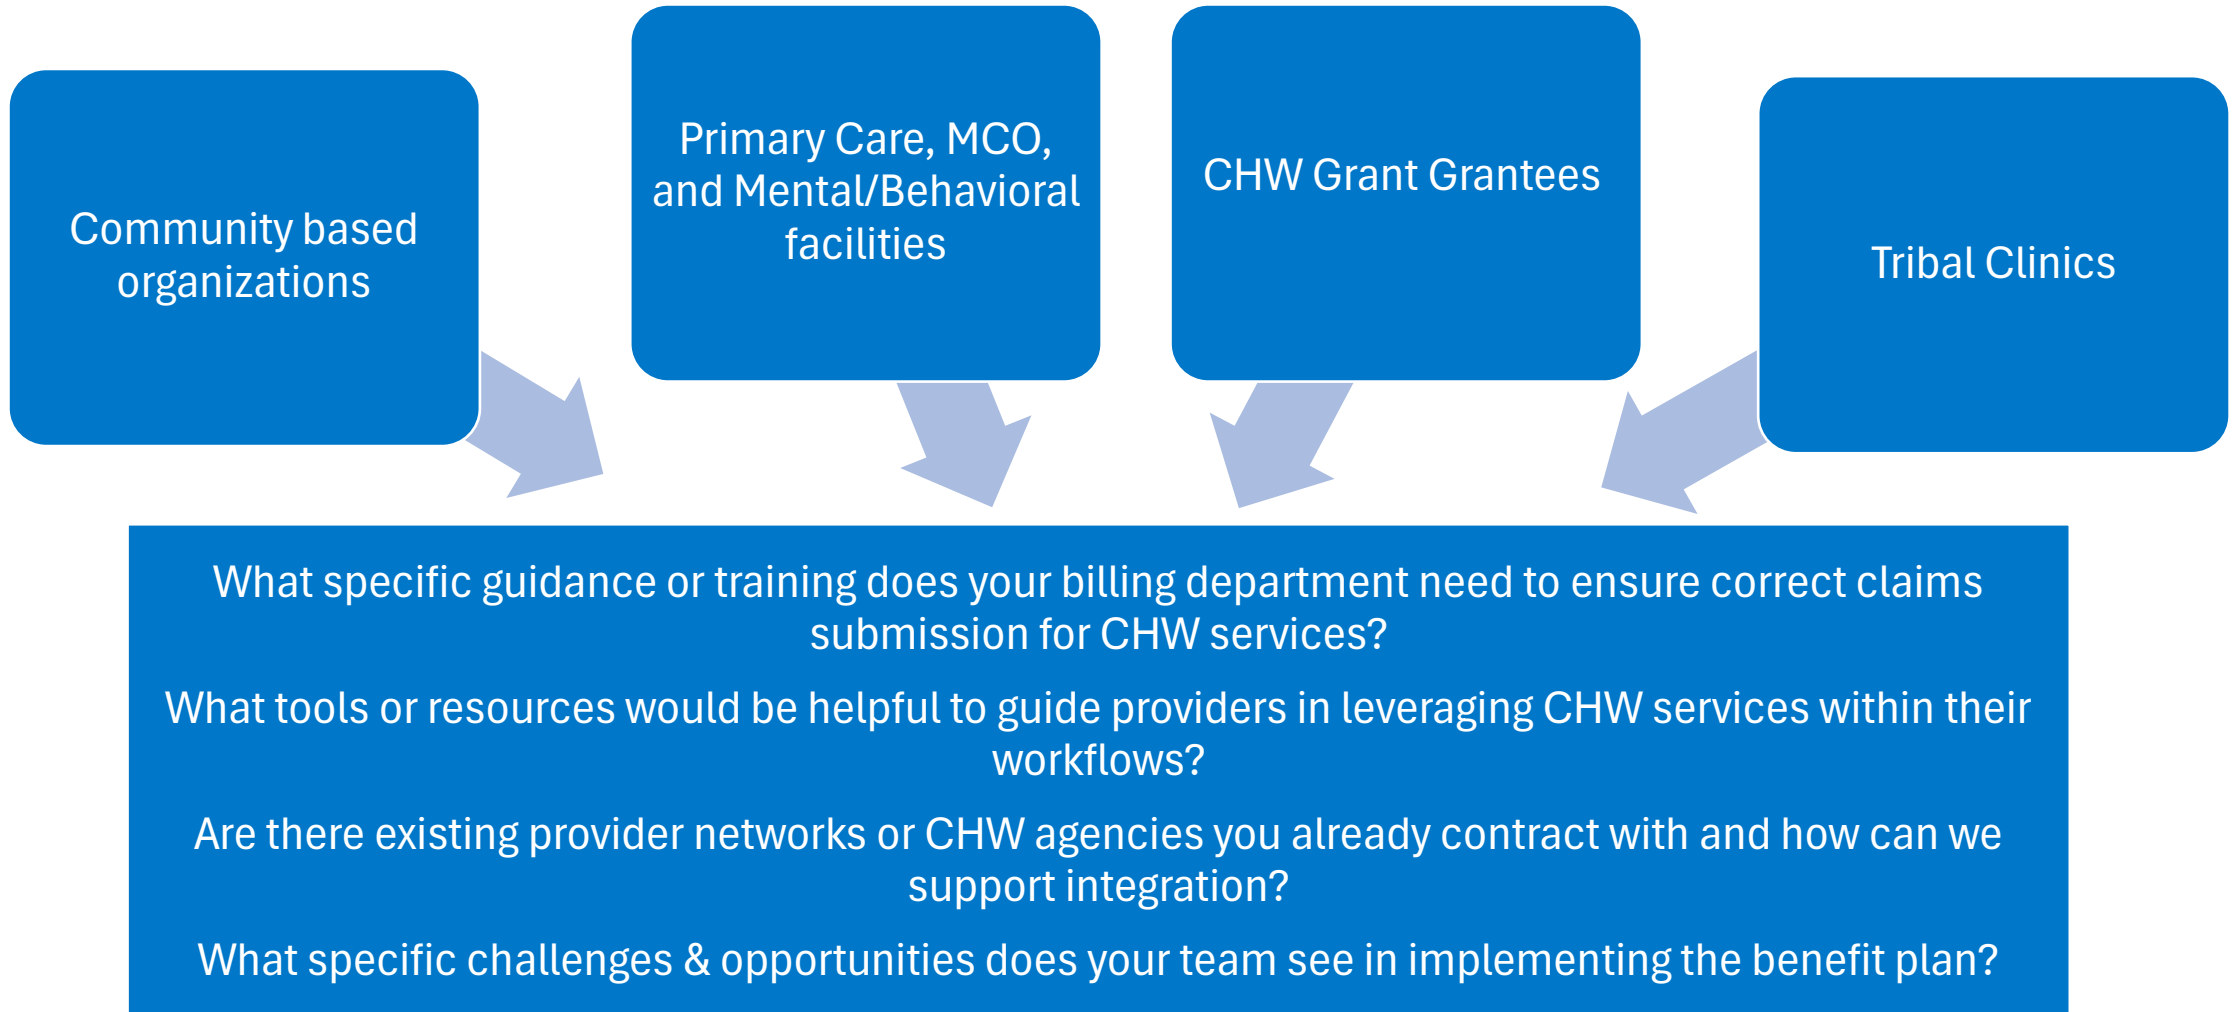 Community based
organizations
Primary Care, MCO,
and Mental/Behavioral
facilities
CHW Grant Grantees
Tribal Clinics
What specific guidance or training does your billing department need to ensure correct claims
submission for CHW services?
What tools or resources would be helpful to guide providers in leveraging CHW services within their
workflows?
Are there existing provider networks or CHW agencies you already contract with and how can we
support integration?
What specific challenges & opportunities does your team see in implementing the benefit plan?